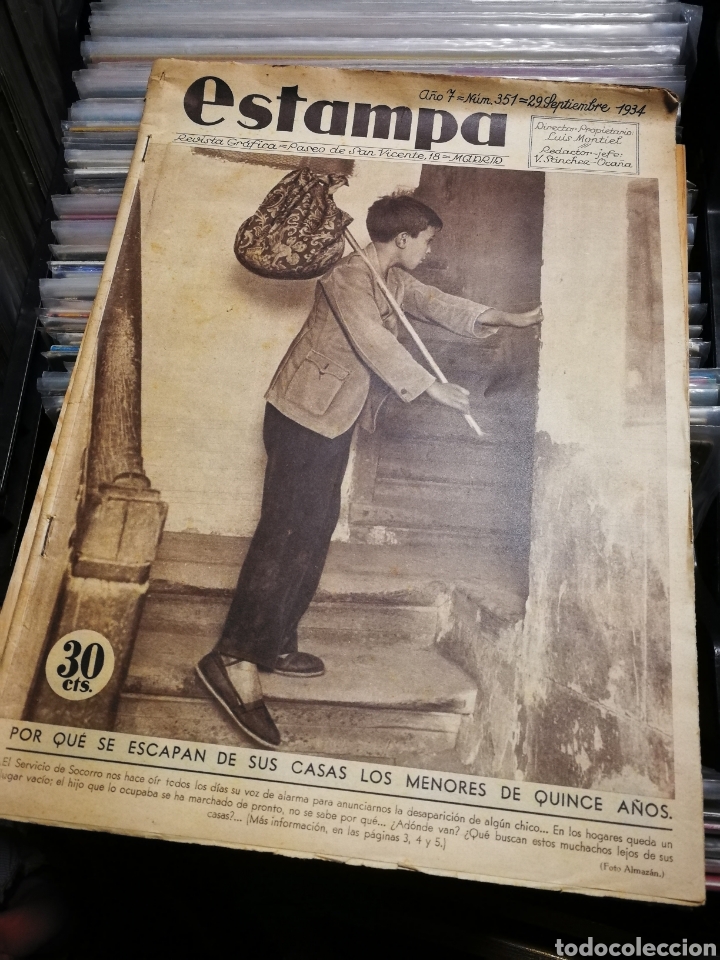 estampa
Año 7 = Núm. 351 = 29 Septiembre 1934
Revista Gráfica = Paseo de San Vicente, 18 = MADRID
Director-Propietario:
Luis Montiel
Redactor-jefe:
V. Sánchez-Ocaña
30
cts.
POR QUÉ SE ESCAPAN DE SUS CASAS LOS MENORES DE QUINCE AÑOS.
El Servicio de Socorro nos hace oír todos los días su voz de alarma para anunciarnos la desaparición de algún chico... En los hogares queda un
lugar vacío; el hijo que lo ocupaba se ha marchado de pronto, no se sabe por qué... ¿Adónde van? ¿Qué buscan estos muchachos lejos de sus
casas?... (Más información, en las páginas 3, 4 y 5.)
(Foto Almazán.)
todocoleccion